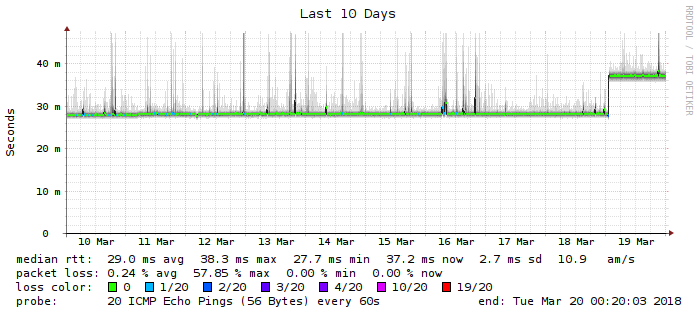 Last 10 Days
RRDTOOL / TOBI OETIKER
Seconds
40 m
30 m
20 m
10 m
0
10 Mar 11 Mar 12 Mar 13 Mar 14 Mar 15 Mar 16 Mar 17 Mar 18 Mar 19 Mar
median rtt: 29.0 ms avg 38.3 ms max 27.7 ms min 37.2 ms now 2.7 ms sd 10.9 am/s
packet loss: 0.24 % avg 57.85 % max 0.00 % min 0.00 % now
loss color: 0 1/20 2/20 3/20 4/20 10/20 19/20
probe: 20 ICMP Echo Pings (56 Bytes) every 60s end: Tue Mar 20 00:20:03 2018